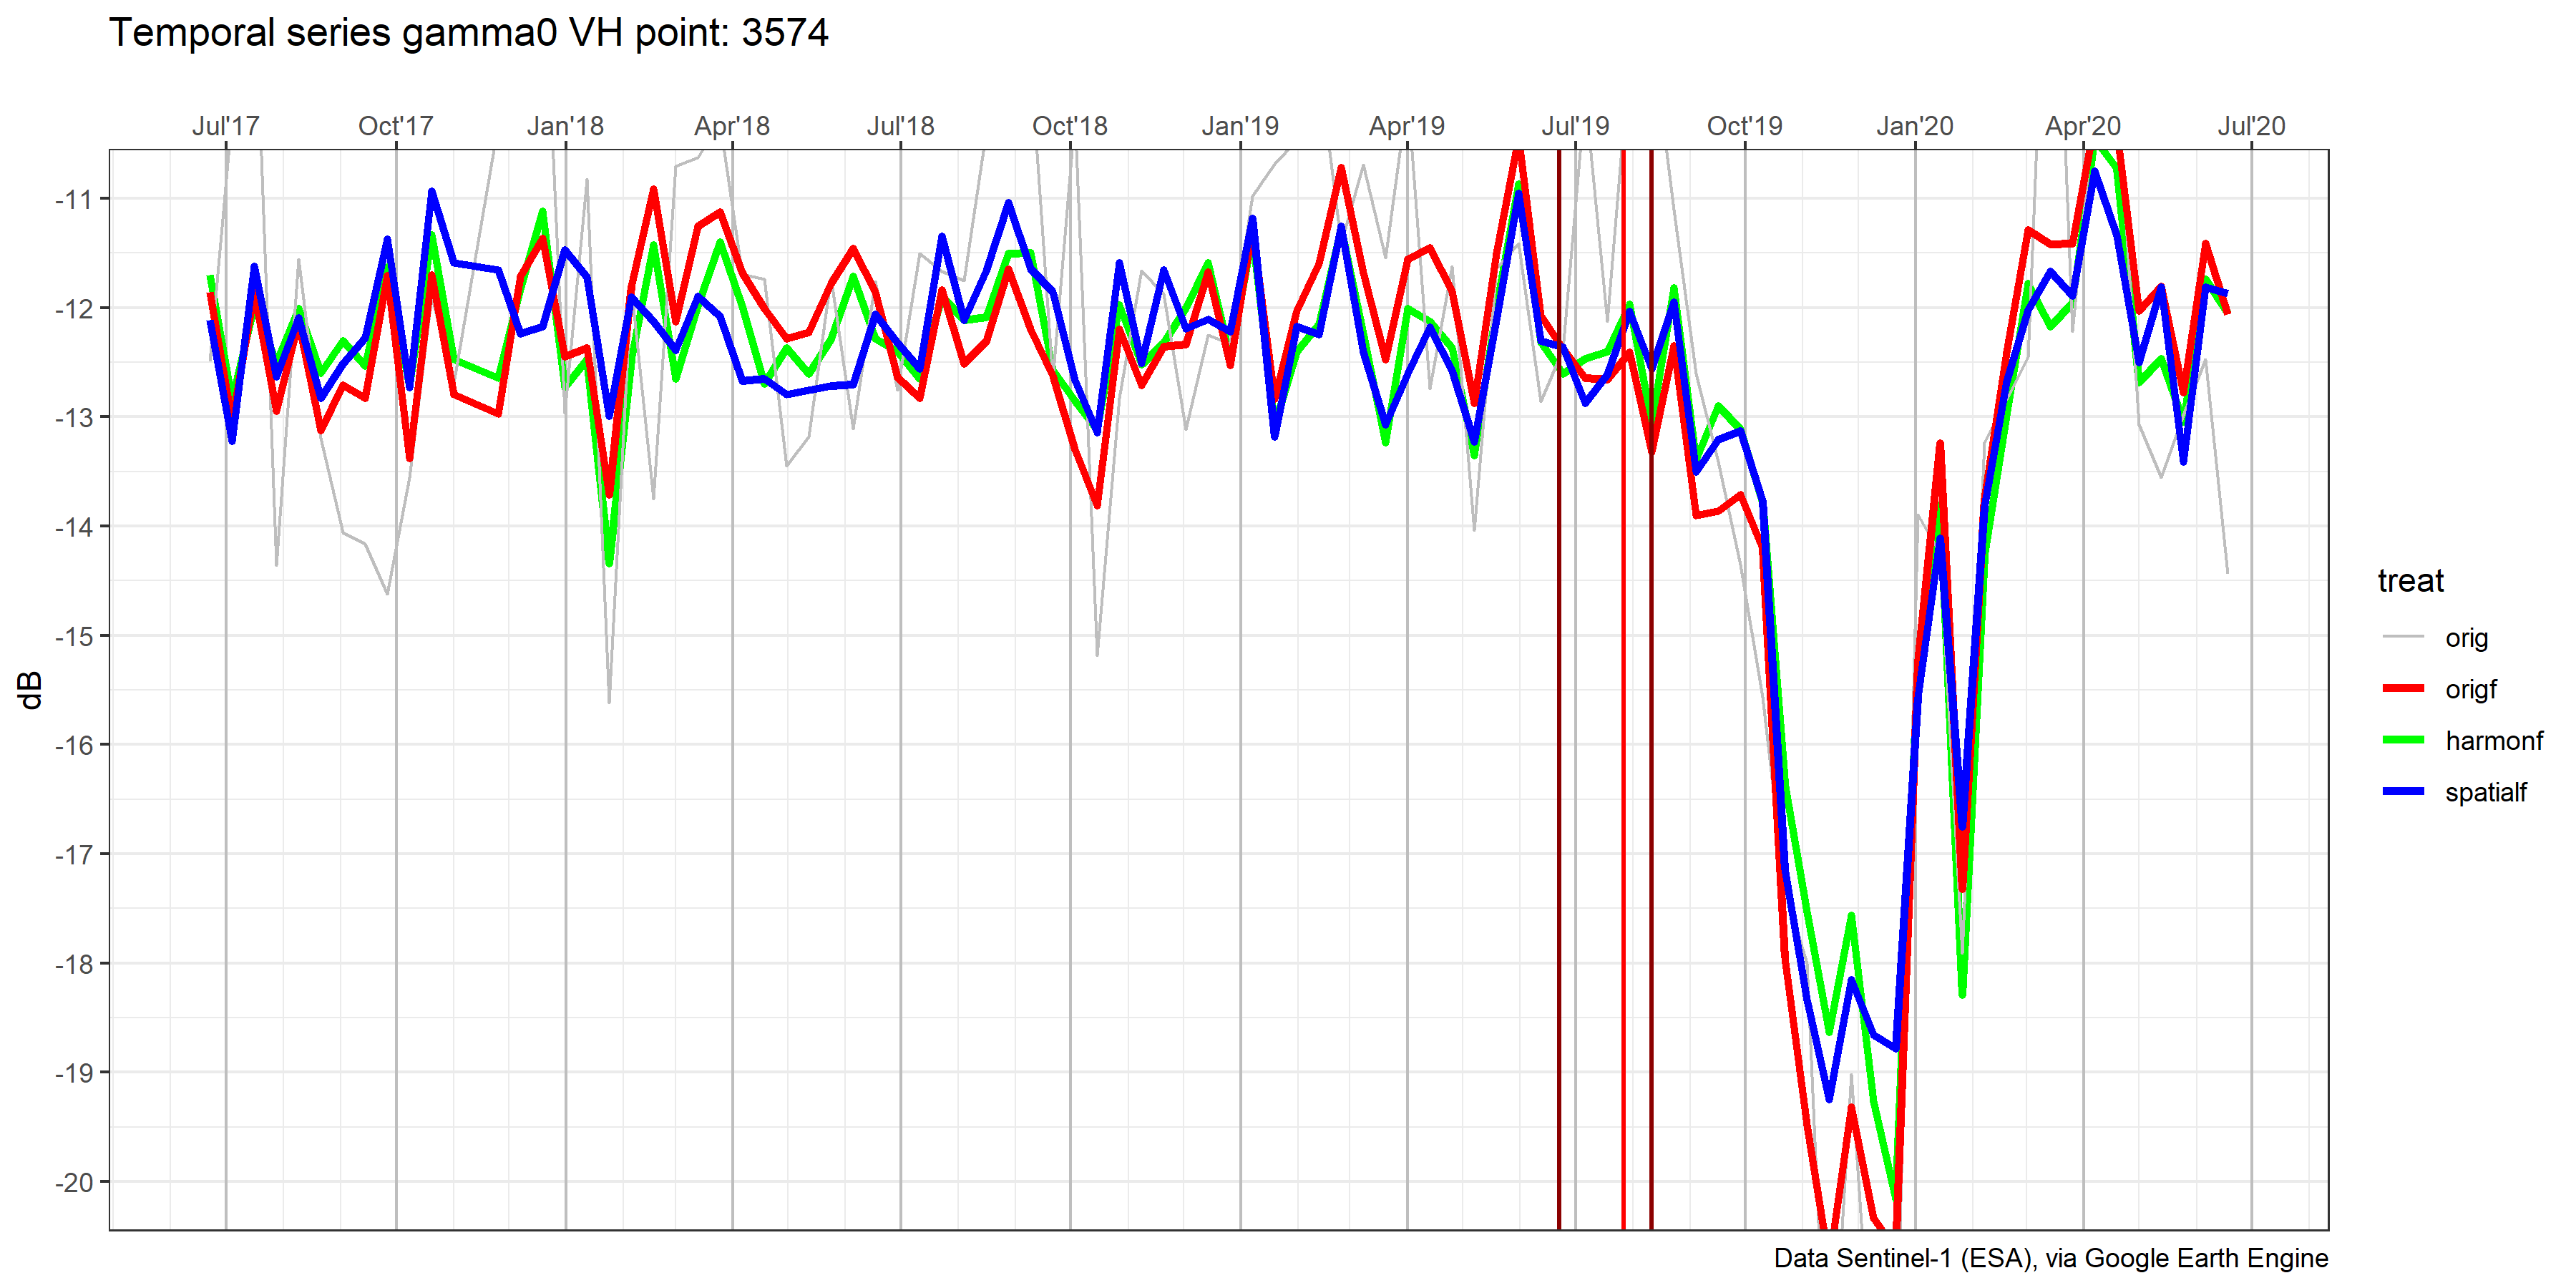 Temporal series gamma0 VH point: 3574
Jul'17 Oct'17 Jan'18 Apr'18 Jul'18 Oct'18 Jan'19 Apr'19 Jul'19 Oct'19 Jan'20 Apr'20 Jul'20
-11
-12
-13
-14
-15
-16
-17
-18
-19
-20
dB
treat
orig
origf
harmonf
spatialf
Data Sentinel-1 (ESA), via Google Earth Engine